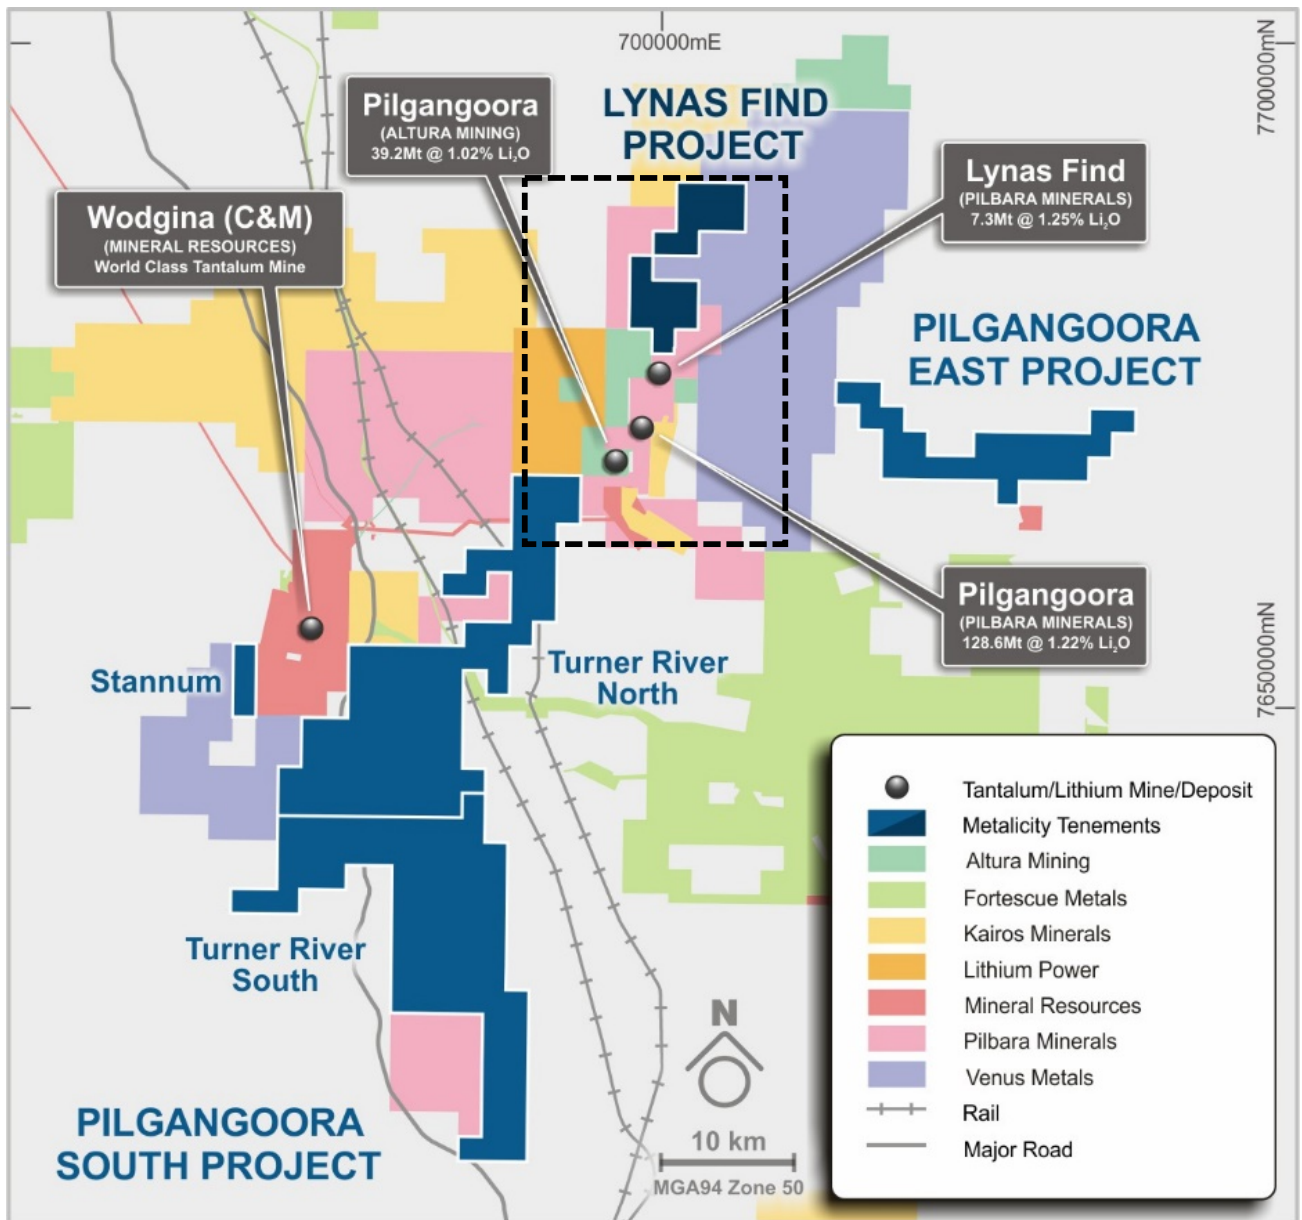 700000mE
7700000mN
Pilgangoora
(ALTURA MINING)
39.2Mt @ 1.02% Li₂O
LYNAS FIND
PROJECT
Lynas Find
(PILBARA MINERALS)
7.3Mt @ 1.25% Li₂O
Wodgina (C&M)
(MINERAL RESOURCES)
World Class Tantalum Mine
PILGANGOORA
EAST PROJECT
Pilgangoora
(PILBARA MINERALS)
128.6Mt @ 1.22% Li₂O
7650000mN
Stannum
Turner River
North
Turner River
South
PILGANGOORA
SOUTH PROJECT
N
10 km
MGA94 Zone 50
Tantalum/Lithium Mine/Deposit
Metalicity Tenements
Altura Mining
Fortescue Metals
Kairos Minerals
Lithium Power
Mineral Resources
Pilbara Minerals
Venus Metals
Rail
Major Road